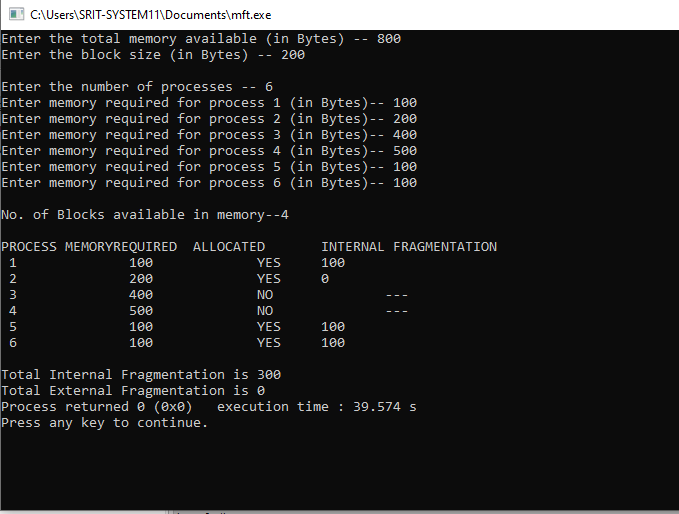 C:\Users\SRIT-SYSTEM11\Documents\mft.exe
Enter the total memory available (in Bytes) -- 800
Enter the block size (in Bytes) -- 200
Enter the number of processes -- 6
Enter memory required for process 1 (in Bytes)-- 100
Enter memory required for process 2 (in Bytes)-- 200
Enter memory required for process 3 (in Bytes)-- 400
Enter memory required for process 4 (in Bytes)-- 500
Enter memory required for process 5 (in Bytes)-- 100
Enter memory required for process 6 (in Bytes)-- 100
No. of Blocks available in memory--4
PROCESS MEMORYREQUIRED  ALLOCATED       INTERNAL FRAGMENTATION
 1              100             YES     100
 2              200             YES     0
 3              400             NO              ---
 4              500             NO              ---
 5              100             YES     100
 6              100             YES     100
Total Internal Fragmentation is 300
Total External Fragmentation is 0
Process returned 0 (0x0)   execution time : 39.574 s
Press any key to continue.